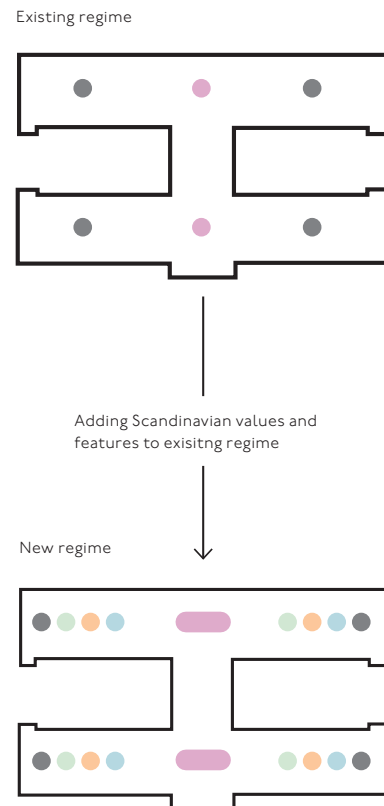 Existing regime
Adding Scandinavian values and
features to exisitng regime
New regime